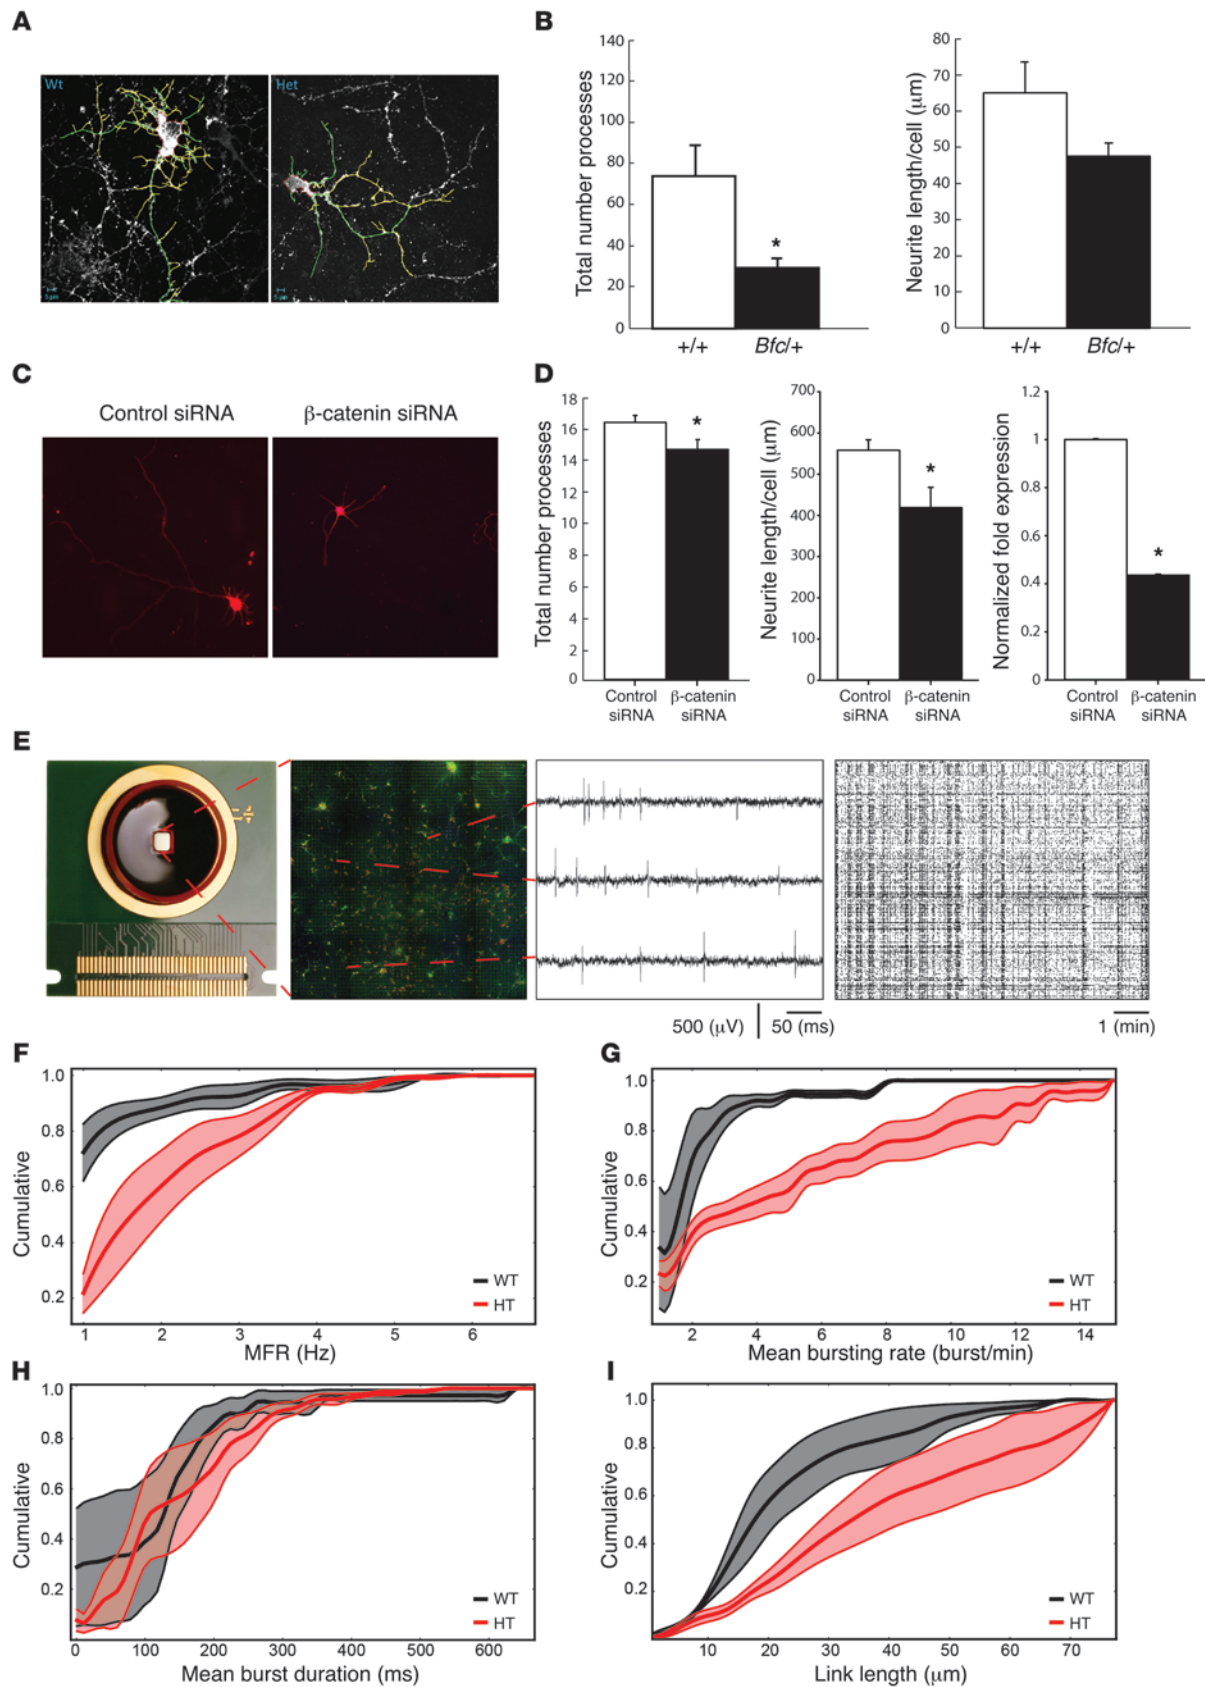 A
Wt
Het
5 µm
5 µm
B
Total number processes
140
120
100
80
60
40
20
0
*
+/+
Bfc/+
Neurite length/cell (µm)
80
70
60
50
40
30
20
10
0
+/+
Bfc/+
C
Control siRNA
β-catenin siRNA
D
Total number processes
18
16
14
12
10
8
6
4
2
0
*
Control
siRNA
β-catenin
siRNA
Neurite length/cell (µm)
700
600
500
400
300
200
100
0
*
Control
siRNA
β-catenin
siRNA
Normalized fold expression
1.2
1
0.8
0.6
0.4
0.2
0
*
Control
siRNA
β-catenin
siRNA
E
500 (µV)
50 (ms)
1 (min)
F
Cumulative
1.0
0.8
0.6
0.4
0.2
WT
HT
1 2 3 4 5 6
MFR (Hz)
G
Cumulative
1.0
0.8
0.6
0.4
0.2
WT
HT
2 4 6 8 10 12 14
Mean bursting rate (burst/min)
H
Cumulative
1.0
0.8
0.6
0.4
0.2
WT
HT
0 100 200 300 400 500 600
Mean burst duration (ms)
I
Cumulative
1.0
0.8
0.6
0.4
0.2
WT
HT
10 20 30 40 50 60 70
Link length (µm)